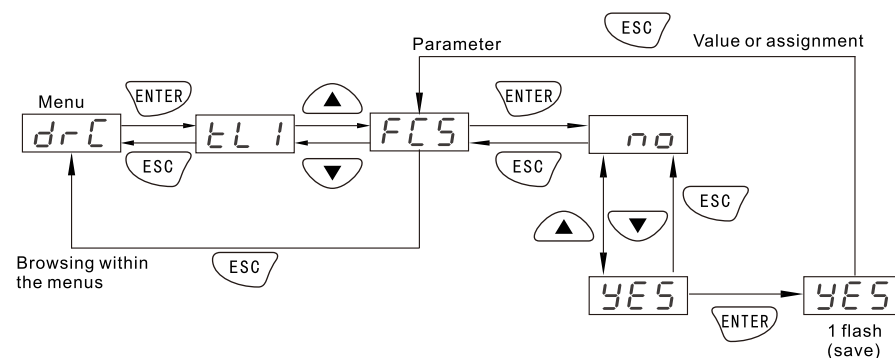 ESC
Parameter
Value or assignment
Menu
ENTER
▲
ENTER
drC
tL1
FCS
no
ESC
▼
ESC
ESC
▲
▼
Browsing within
the menus
ESC
YES
YES
ENTER
1 flash
(save)